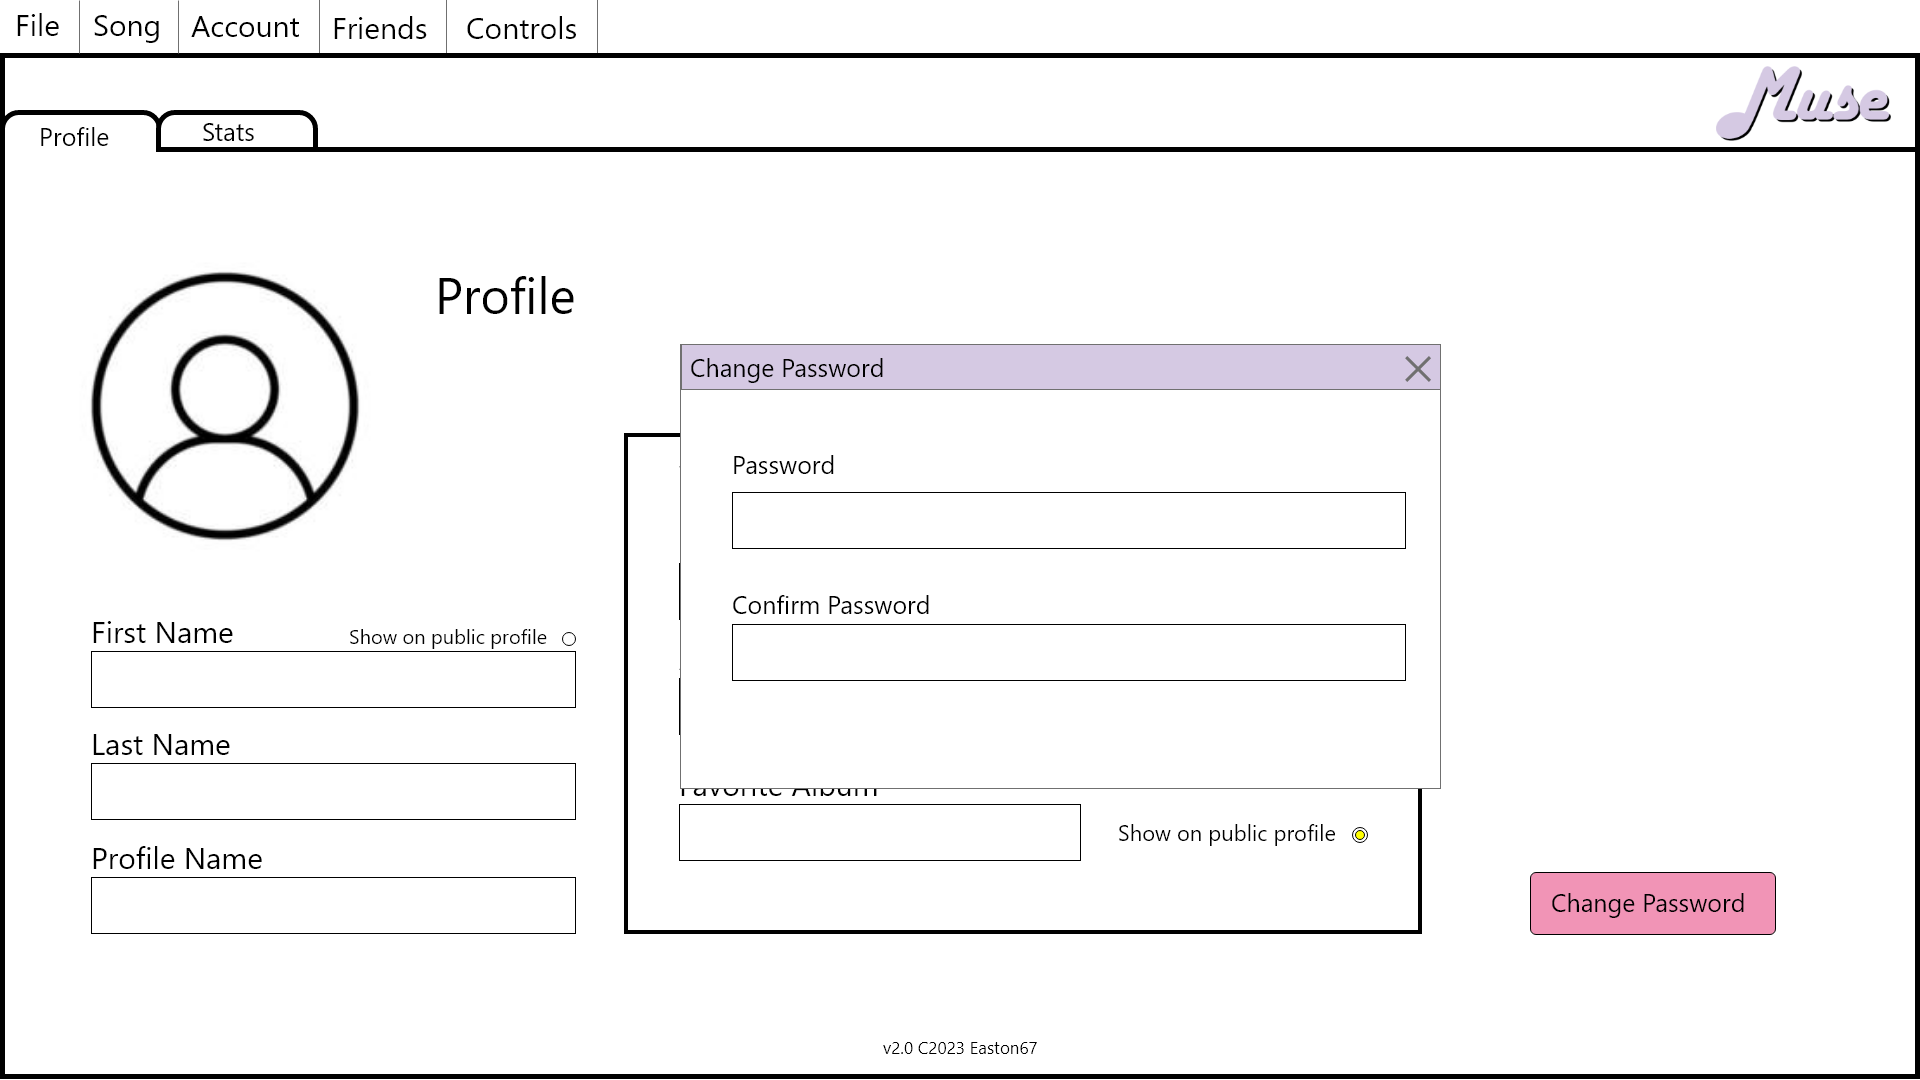 File
Song
Account
Friends
Controls
Muse
Profile
Stats
Profile
Change Password
Password
Confirm Password
First Name
Show on public profile
Last Name
Favorite Album
Show on public profile
Profile Name
Change Password
v2.0 C2023 Easton67